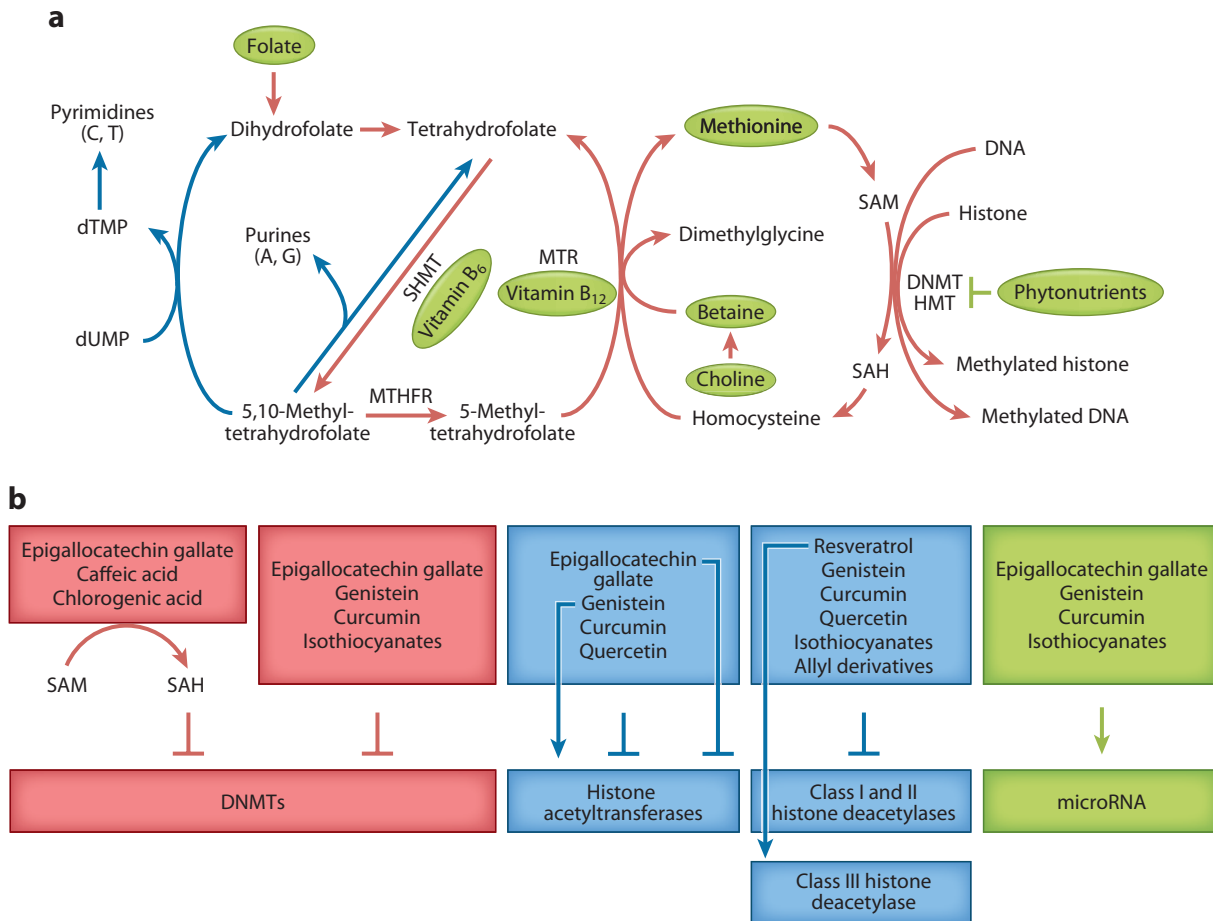 a
Folate
Pyrimidines
(C, T)
Dihydrofolate
Tetrahydrofolate
Methionine
DNA
SAM
Histone
dTMP
Purines
(A, G)
SHMT
Vitamin B6
MTR
Vitamin B12
Dimethylglycine
DNMT
HMT
Phytonutrients
Betaine
dUMP
Choline
SAH
Methylated histone
5,10-Methyl-
tetrahydrofolate
MTHFR
5-Methyl-
tetrahydrofolate
Homocysteine
Methylated DNA
b
Epigallocatechin gallate
Caffeic acid
Chlorogenic acid
SAM
SAH
Epigallocatechin gallate
Genistein
Curcumin
Isothiocyanates
Epigallocatechin
gallate
Genistein
Curcumin
Quercetin
Resveratrol
Genistein
Curcumin
Quercetin
Isothiocyanates
Allyl derivatives
Epigallocatechin gallate
Genistein
Curcumin
Isothiocyanates
DNMTs
Histone
acetyltransferases
Class I and II
histone deacetylases
microRNA
Class III histone
deacetylase